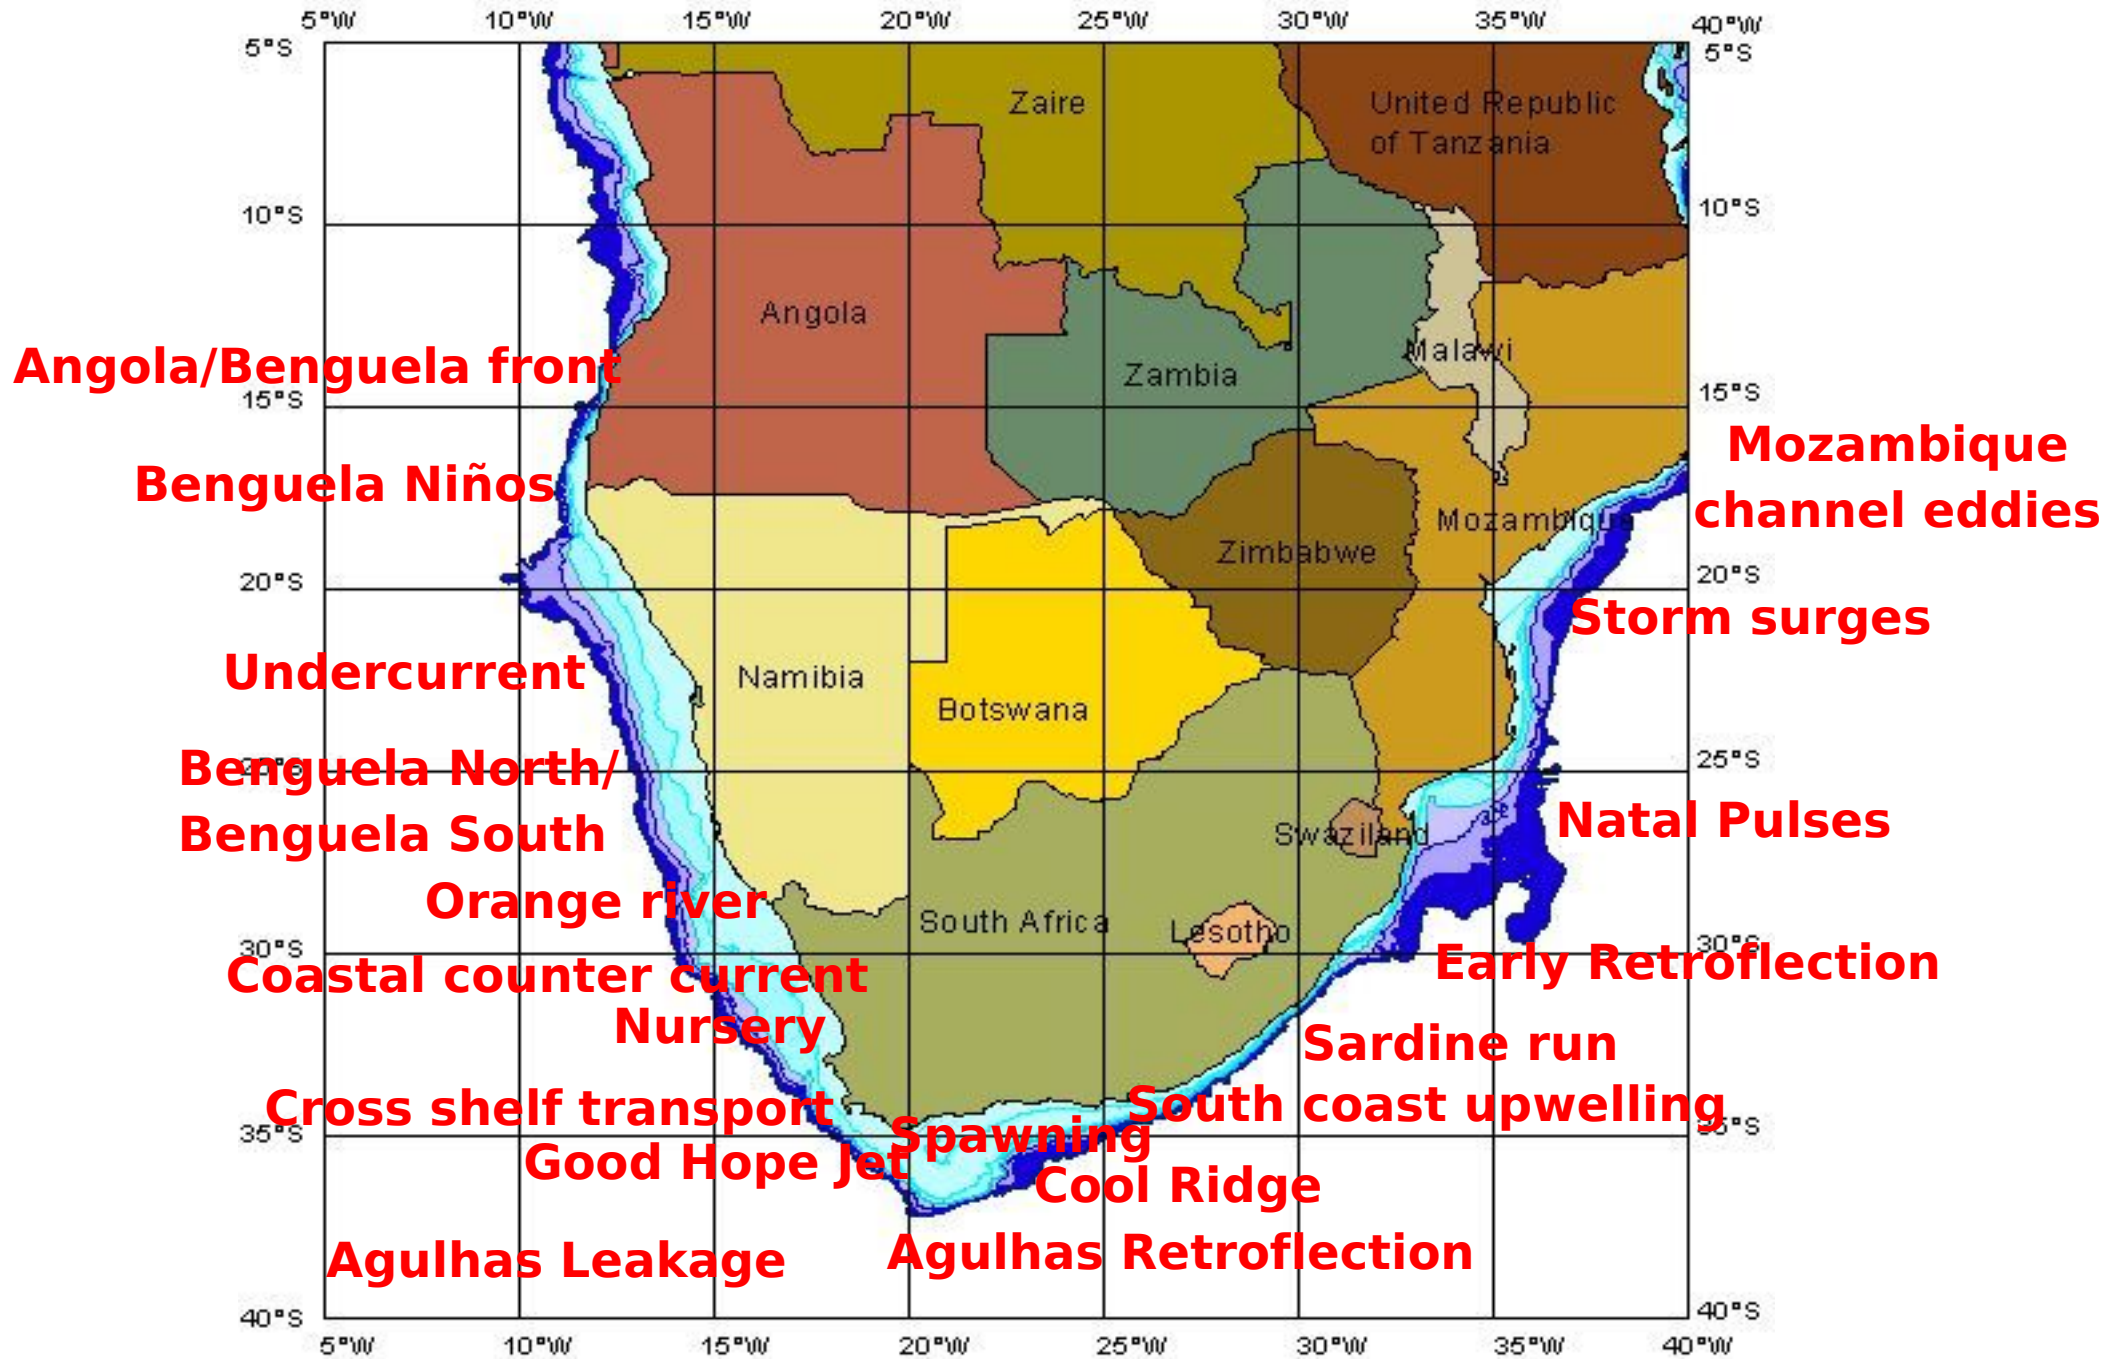 5°W 10°W 15°W 20°W 25°W 30°W 35°W 40°W
5°S 5°S
Zaire
United Republic
of Tanzania
10°S 10°S
Angola
Malawi
Angola/Benguela front
Zambia
15°S 15°S
Mozambique
channel eddies
Benguela Niños
Mozambique
Zimbabwe
20°S 20°S
Storm surges
Undercurrent
Namibia
Botswana
25°S 25°S
Benguela North/
Benguela South
Natal Pulses
Swaziland
Orange river
South Africa
Lesotho
30°S 30°S
Early Retroflection
Coastal counter current
Nursery
Sardine run
Cross shelf transport
South coast upwelling
35°S 35°S
Spawning
Good Hope Jet
Cool Ridge
Agulhas Leakage
Agulhas Retroflection
40°S 40°S
5°W 10°W 15°W 20°W 25°W 30°W 35°W 40°W